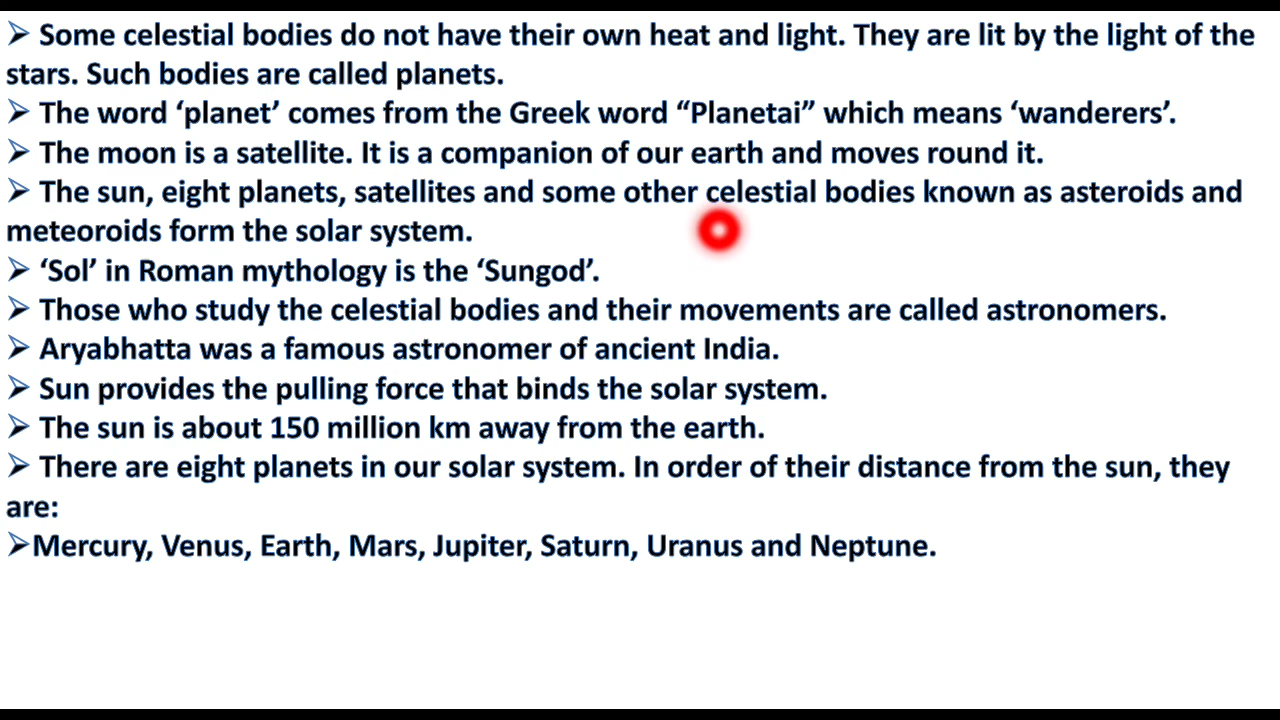 ➢ Some celestial bodies do not have their own heat and light. They are lit by the light of the
stars. Such bodies are called planets.
➢ The word ‘planet’ comes from the Greek word “Planetai” which means ‘wanderers’.
➢ The moon is a satellite. It is a companion of our earth and moves round it.
➢ The sun, eight planets, satellites and some other celestial bodies known as asteroids and
meteoroids form the solar system.
➢ ‘Sol’ in Roman mythology is the ‘Sungod’.
➢ Those who study the celestial bodies and their movements are called astronomers.
➢ Aryabhatta was a famous astronomer of ancient India.
➢ Sun provides the pulling force that binds the solar system.
➢ The sun is about 150 million km away from the earth.
➢ There are eight planets in our solar system. In order of their distance from the sun, they
are:
➢Mercury, Venus, Earth, Mars, Jupiter, Saturn, Uranus and Neptune.